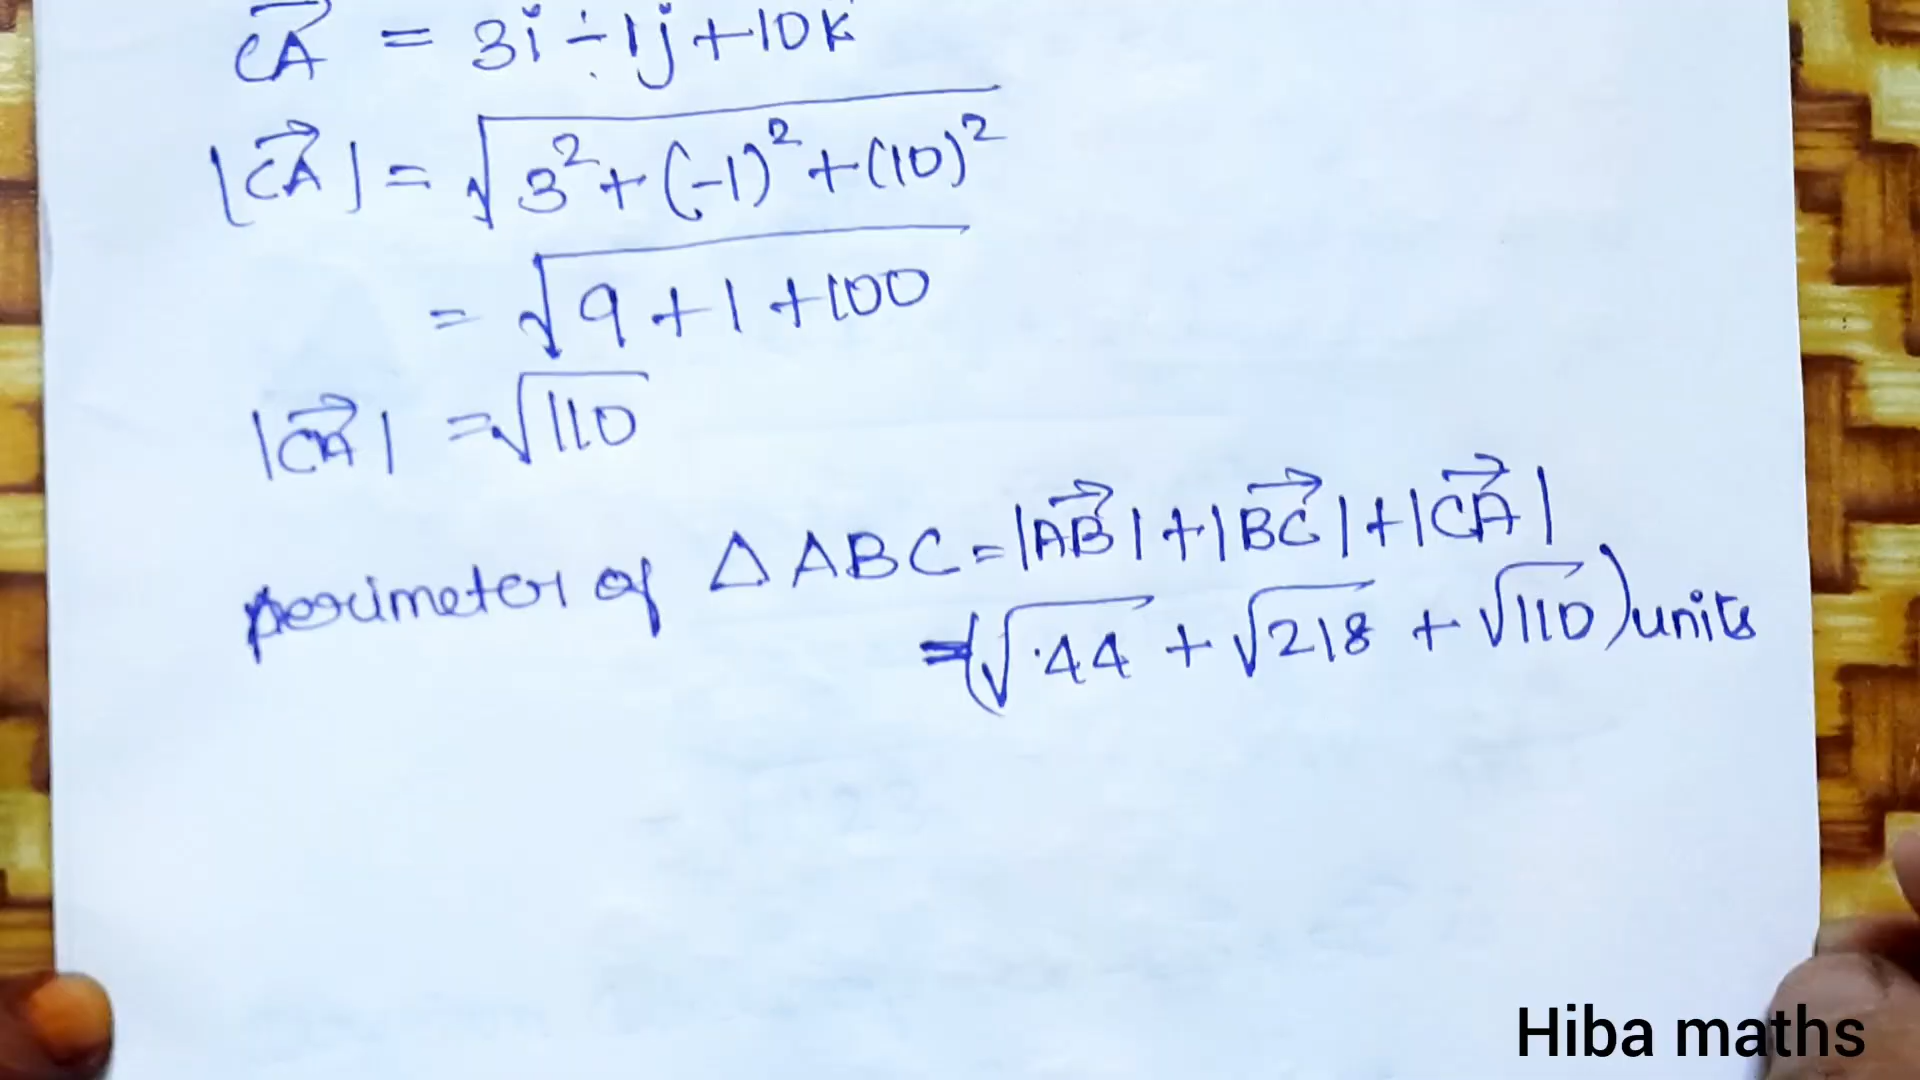 CA = 3i - 1j + 10k
|CA| = √3² + (-1)² + (10)²
= √9 + 1 + 100
|CA| = √110
perimeter of △ABC = |AB| + |BC| + |CA|
= (√44 + √218 + √110) units
Hiba maths